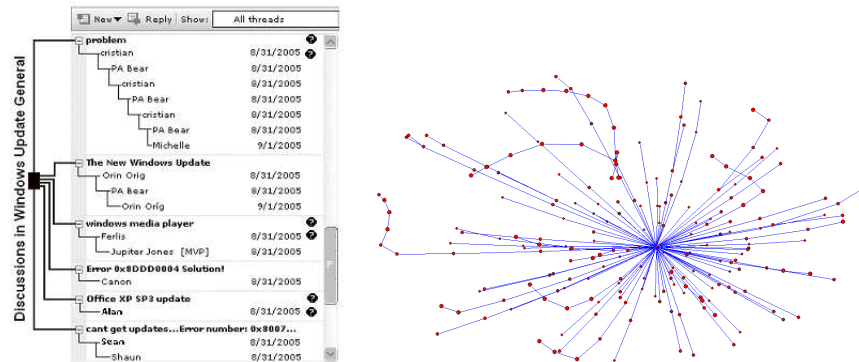 New Reply Show: All threads
Discussions in Windows Update General
problem
cristian 8/31/2005
PA Bear 8/31/2005
cristian 8/31/2005
PA Bear 8/31/2005
cristian 8/31/2005
PA Bear 8/31/2005
Michelle 9/1/2005
The New Windows Update
Orin Orig 8/31/2005
PA Bear 8/31/2005
Orin Orig 9/1/2005
windows media player
Ferlis 8/31/2005
Jupiter Jones [MVP] 8/31/2005
Error 0x8DDD0004 Solution!
Canon 8/31/2005
Office XP SP3 update
Alan 8/31/2005
cant get updates...Error number: 0x8007...
Sean 8/31/2005
Shaun 8/31/2005